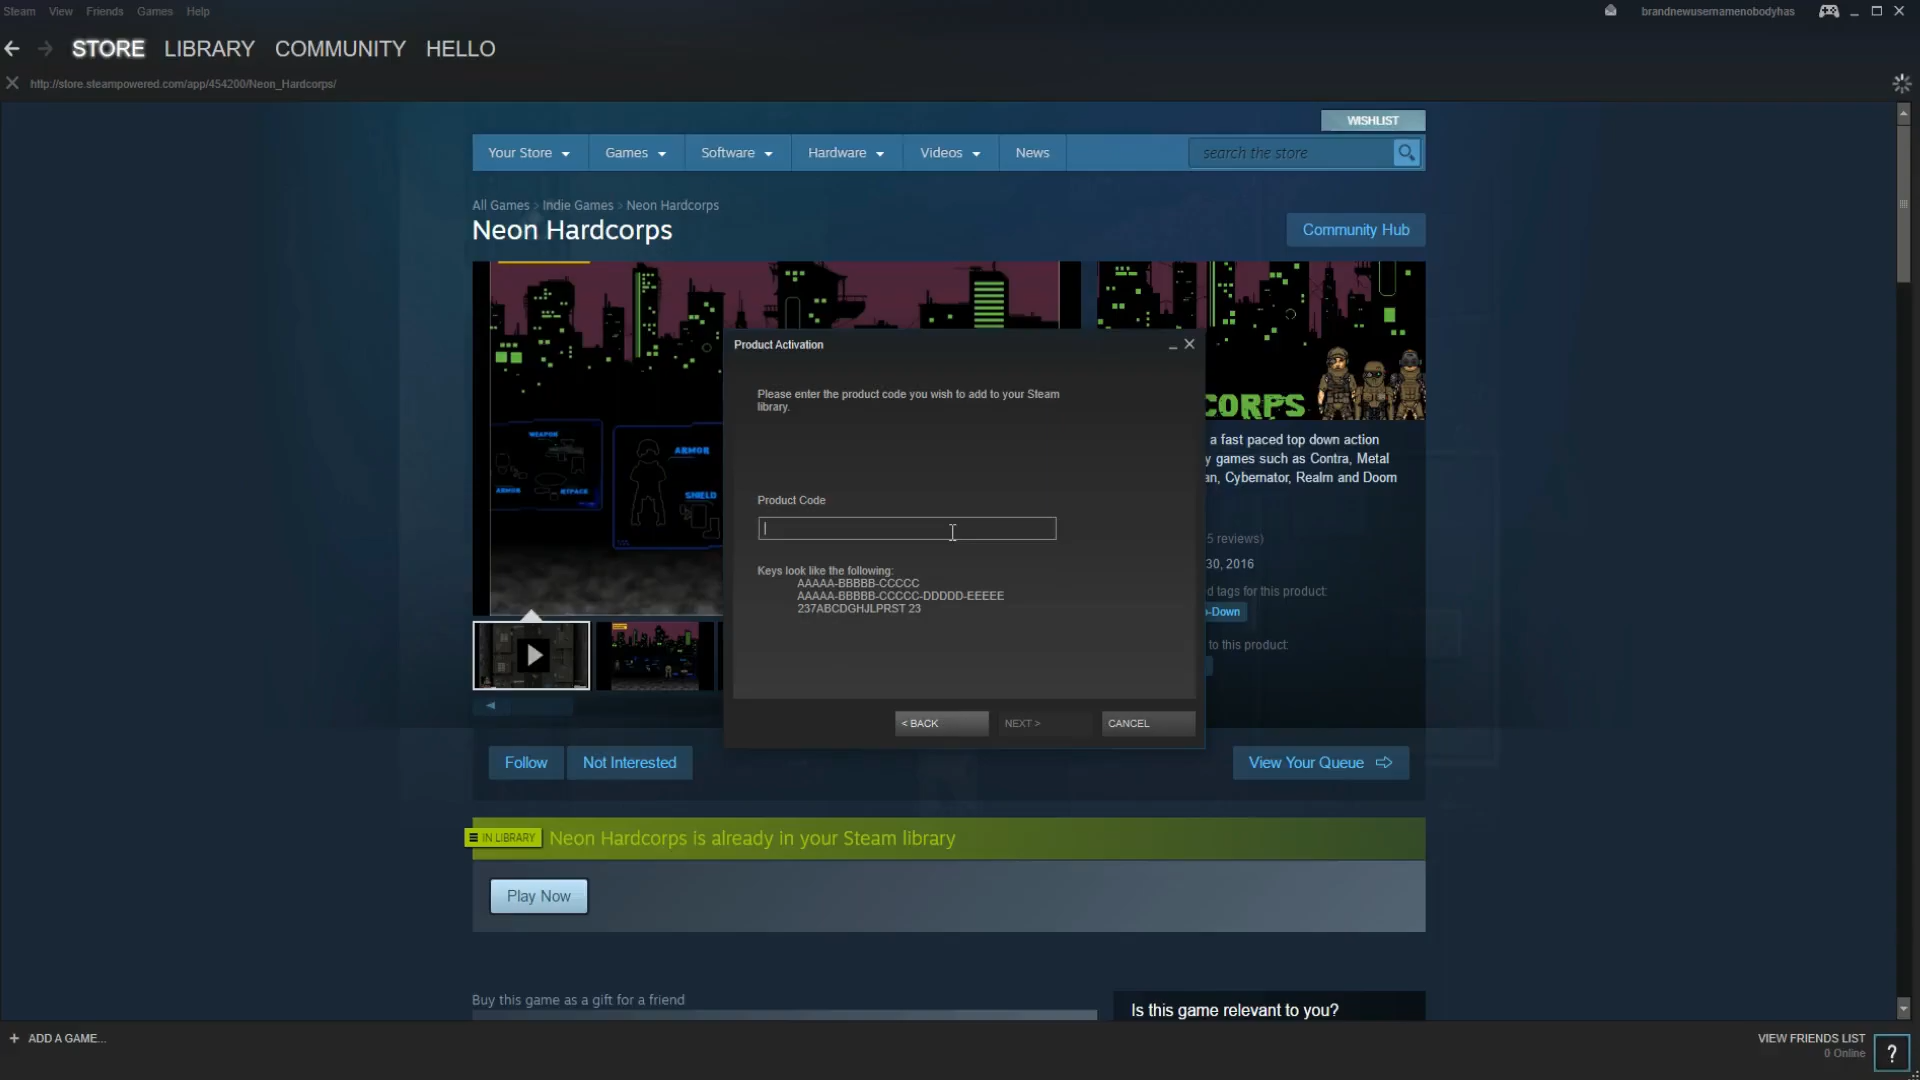 Steam View Friends Games Help
brandnewusernamenobodyhas
STORE LIBRARY COMMUNITY HELLO
http://store.steampowered.com/app/454200/Neon_Hardcorps/
WISHLIST
Your Store Games Software Hardware Videos News
search the store
All Games > Indie Games > Neon Hardcorps
Neon Hardcorps
Community Hub
WEAPON
ARMOR
JETPACK
ARMOR
SHIELD
CORPS
a fast paced top down action
y games such as Contra, Metal
an, Cybernator, Realm and Doom
5 reviews)
30, 2016
d tags for this product:
-Down
to this product:
Product Activation
Please enter the product code you wish to add to your Steam
library.
Product Code
Keys look like the following:
AAAAA-BBBBB-CCCCC
AAAAA-BBBBB-CCCCC-DDDDD-EEEEE
237ABCDGHJLPRST 23
< BACK
NEXT >
CANCEL
Follow
Not Interested
View Your Queue
IN LIBRARY
Neon Hardcorps is already in your Steam library
Play Now
Buy this game as a gift for a friend
Is this game relevant to you?
+ ADD A GAME...
VIEW FRIENDS LIST
0 Online
?